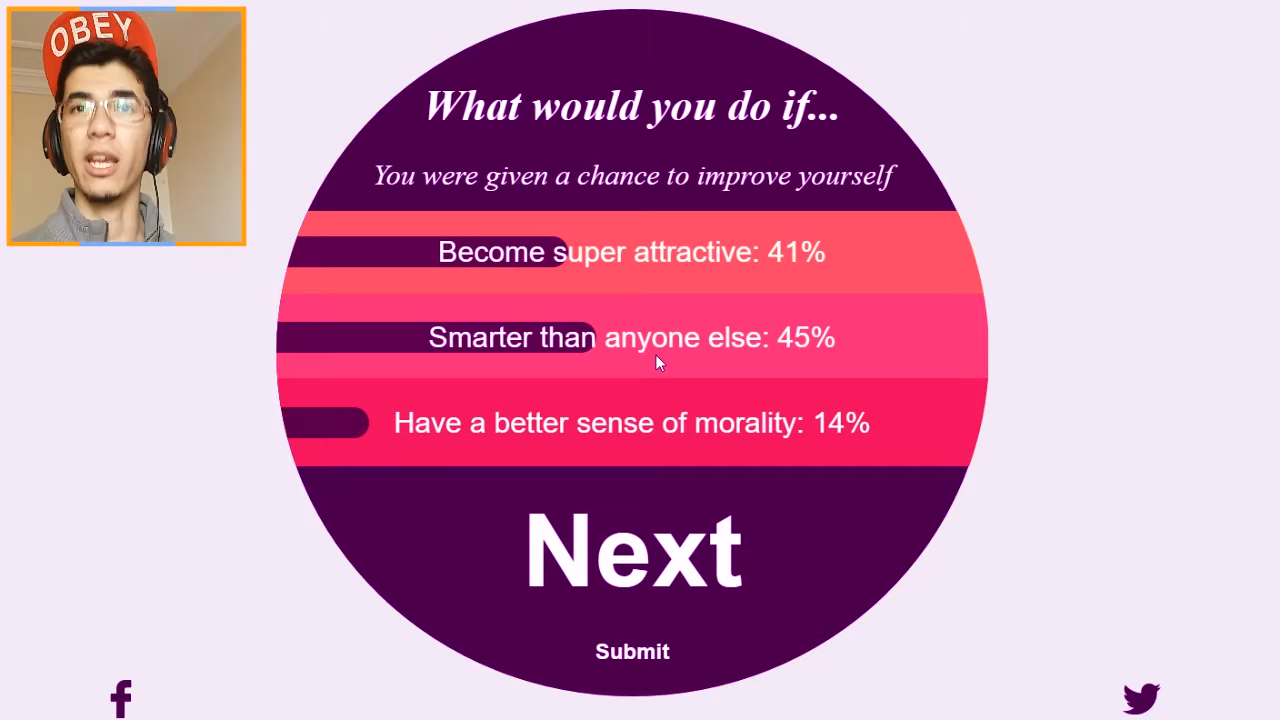 OBEY
What would you do if...
You were given a chance to improve yourself
Become super attractive: 41%
Smarter than anyone else: 45%
Have a better sense of morality: 14%
Next
Submit